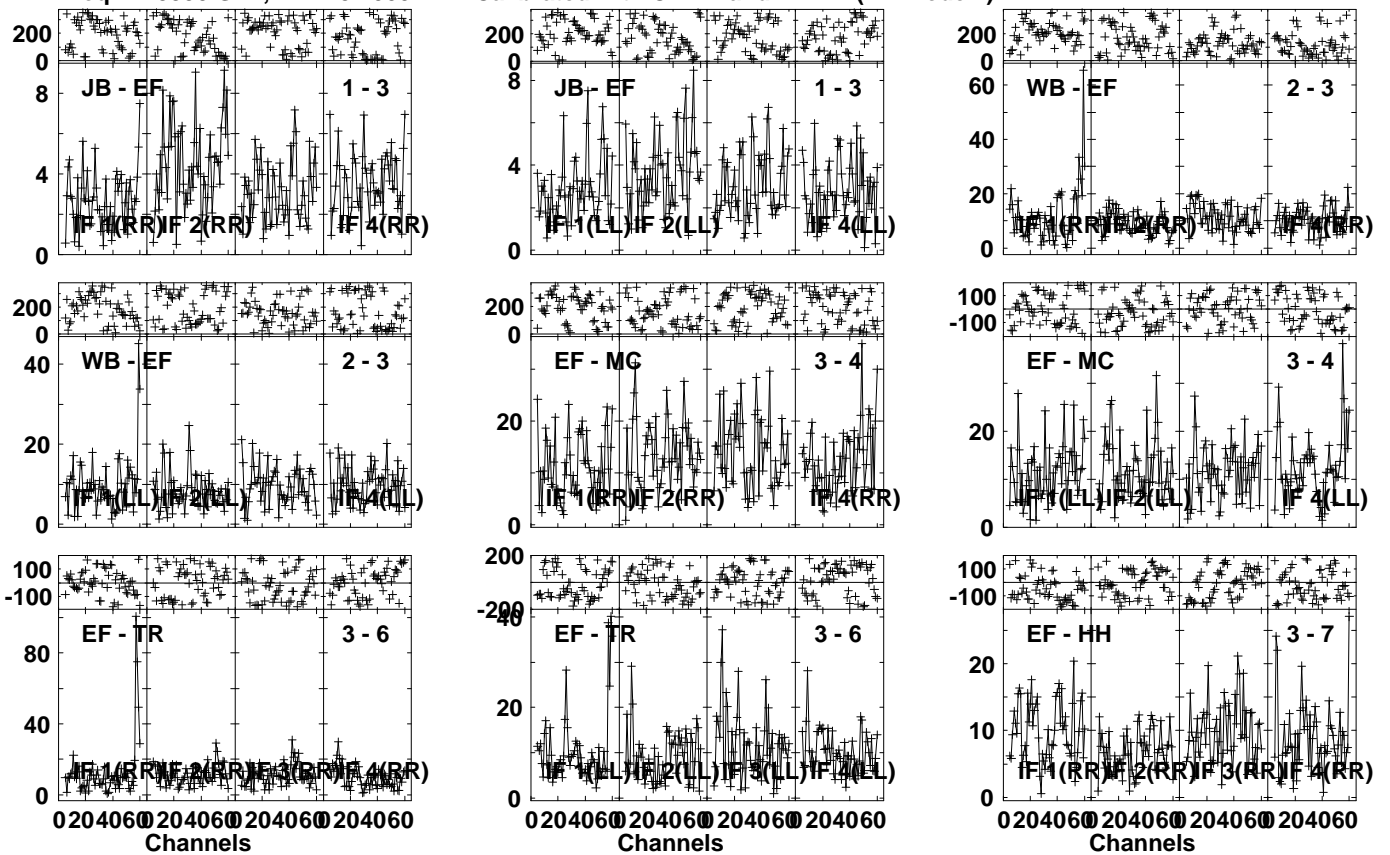 200
0
8
4
0
JB - EF
1 - 3
IF 1(RR)
IF 2(RR)
IF 4(RR)
200
0
8
4
0
JB - EF
1 - 3
IF 1(LL)
IF 2(LL)
IF 4(LL)
200
0
60
40
20
0
WB - EF
2 - 3
IF 1(RR)
IF 2(RR)
IF 4(RR)
200
0
40
20
0
WB - EF
2 - 3
IF 1(LL)
IF 2(LL)
IF 4(LL)
200
0
20
0
EF - MC
3 - 4
IF 1(RR)
IF 2(RR)
IF 4(RR)
100
-100
20
0
EF - MC
3 - 4
IF 1(LL)
IF 2(LL)
IF 4(LL)
100
-100
80
40
0
EF - TR
3 - 6
IF 1(RR)
IF 2(RR)
IF 3(RR)
IF 4(RR)
0 20 40 60 0 20 40 60 0 20 40 60 0 20 40 60
Channels
200
-200
40
20
0
EF - TR
3 - 6
IF 1(LL)
IF 2(LL)
IF 3(LL)
IF 4(LL)
0 20 40 60 0 20 40 60 0 20 40 60 0 20 40 60
Channels
100
-100
20
10
0
EF - HH
3 - 7
IF 1(RR)
IF 2(RR)
IF 3(RR)
IF 4(RR)
0 20 40 60 0 20 40 60 0 20 40 60 0 20 40 60
Channels